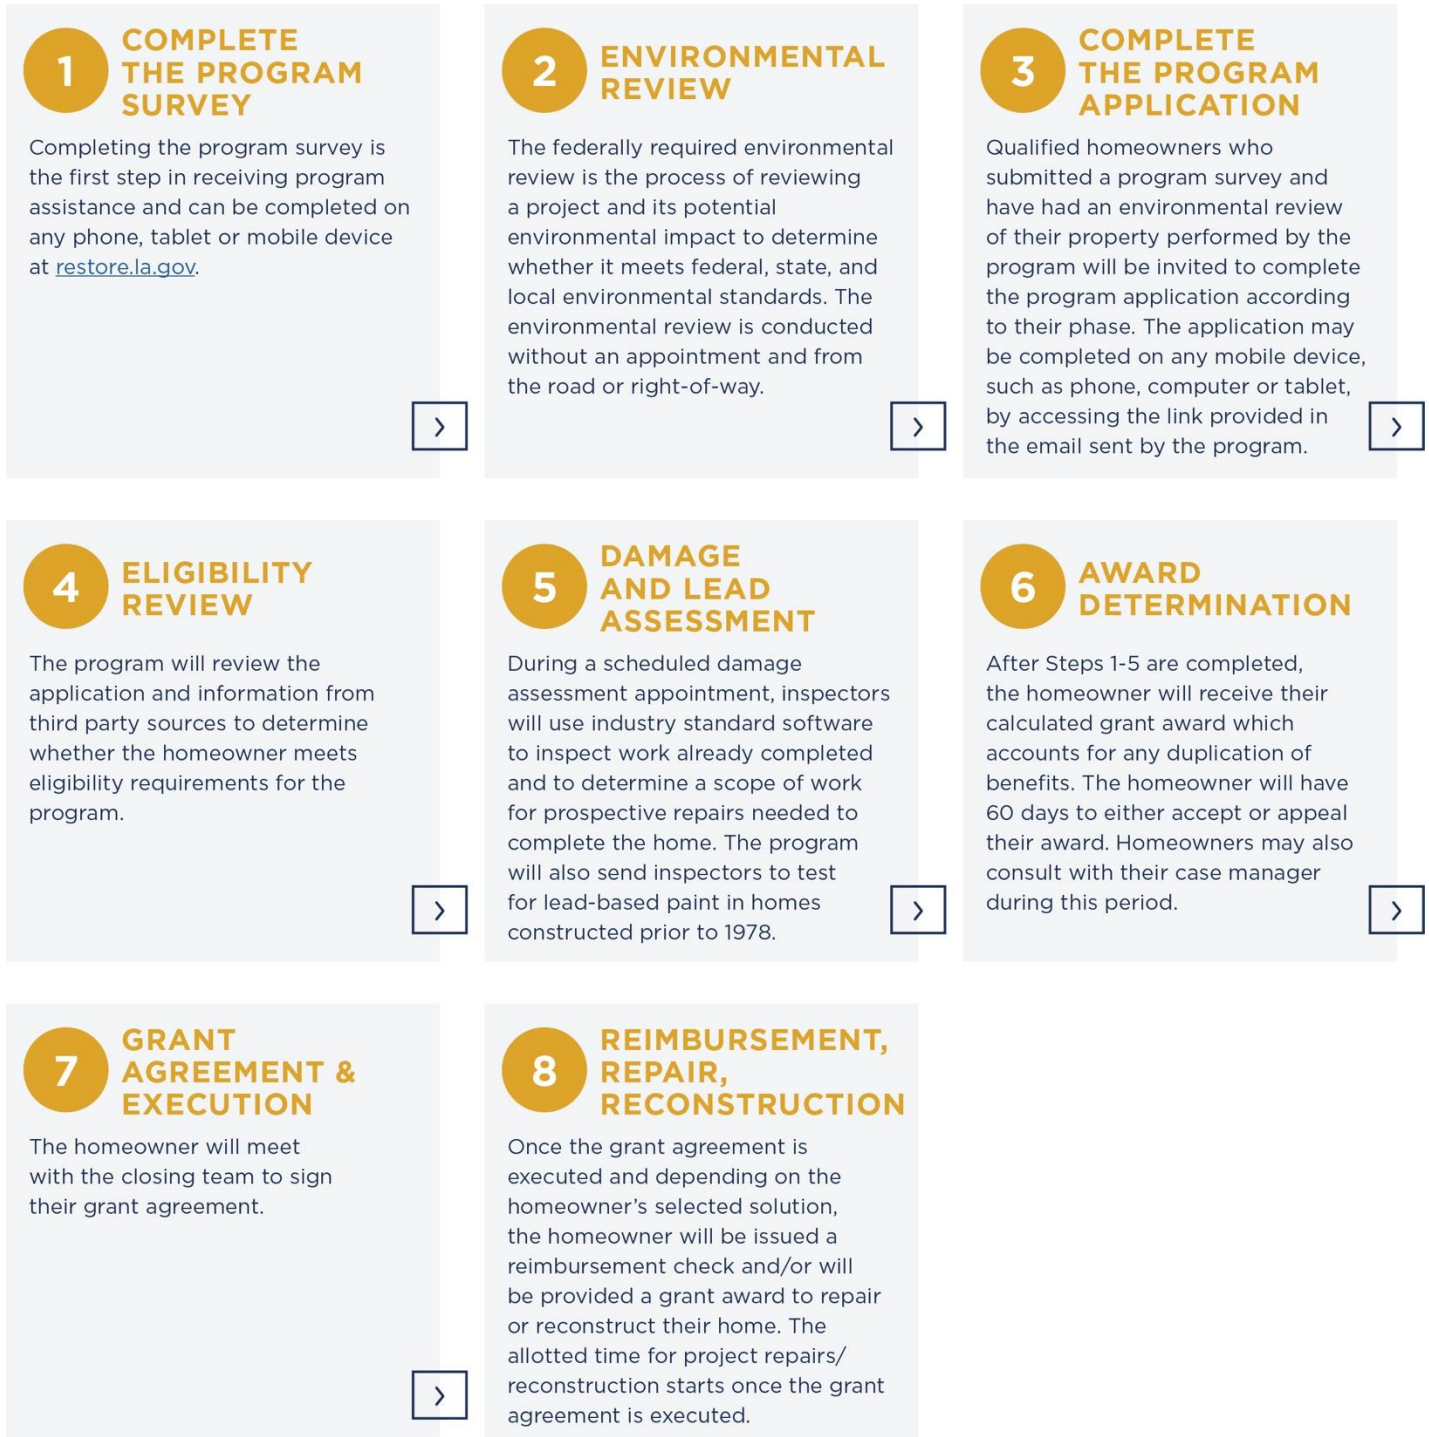 1
COMPLETE
THE PROGRAM
SURVEY
Completing the program survey is
the first step in receiving program
assistance and can be completed on
any phone, tablet or mobile device
at restore.la.gov.
2
ENVIRONMENTAL
REVIEW
The federally required environmental
review is the process of reviewing
a project and its potential
environmental impact to determine
whether it meets federal, state, and
local environmental standards. The
environmental review is conducted
without an appointment and from
the road or right-of-way.
3
COMPLETE
THE PROGRAM
APPLICATION
Qualified homeowners who
submitted a program survey and
have had an environmental review
of their property performed by the
program will be invited to complete
the program application according
to their phase. The application may
be completed on any mobile device,
such as phone, computer or tablet,
by accessing the link provided in
the email sent by the program.
4
ELIGIBILITY
REVIEW
The program will review the
application and information from
third party sources to determine
whether the homeowner meets
eligibility requirements for the
program.
5
DAMAGE
AND LEAD
ASSESSMENT
During a scheduled damage
assessment appointment, inspectors
will use industry standard software
to inspect work already completed
and to determine a scope of work
for prospective repairs needed to
complete the home. The program
will also send inspectors to test
for lead-based paint in homes
constructed prior to 1978.
6
AWARD
DETERMINATION
After Steps 1-5 are completed,
the homeowner will receive their
calculated grant award which
accounts for any duplication of
benefits. The homeowner will have
60 days to either accept or appeal
their award. Homeowners may also
consult with their case manager
during this period.
7
GRANT
AGREEMENT &
EXECUTION
The homeowner will meet
with the closing team to sign
their grant agreement.
8
REIMBURSEMENT,
REPAIR,
RECONSTRUCTION
Once the grant agreement is
executed and depending on the
homeowner’s selected solution,
the homeowner will be issued a
reimbursement check and/or will
be provided a grant award to repair
or reconstruct their home. The
allotted time for project repairs/
reconstruction starts once the grant
agreement is executed.